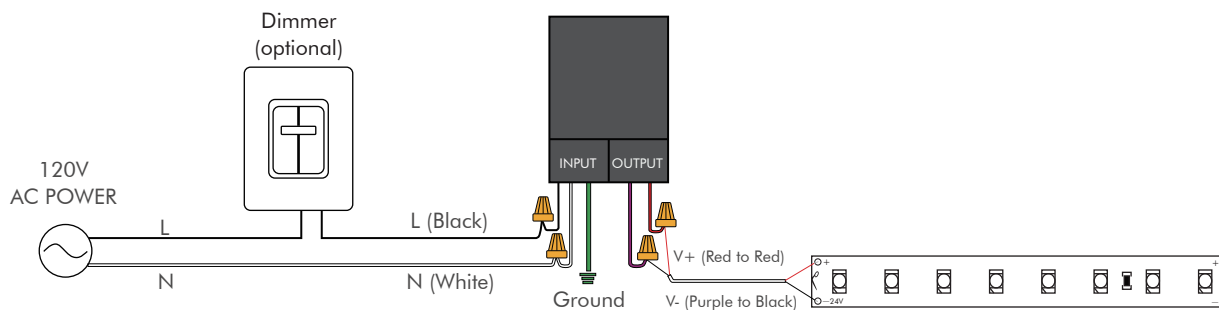 Dimmer
(optional)
INPUT
OUTPUT
120V
AC POWER
L
L (Black)
N
N (White)
Ground
V+ (Red to Red)
V- (Purple to Black)
+
−24V
+
−